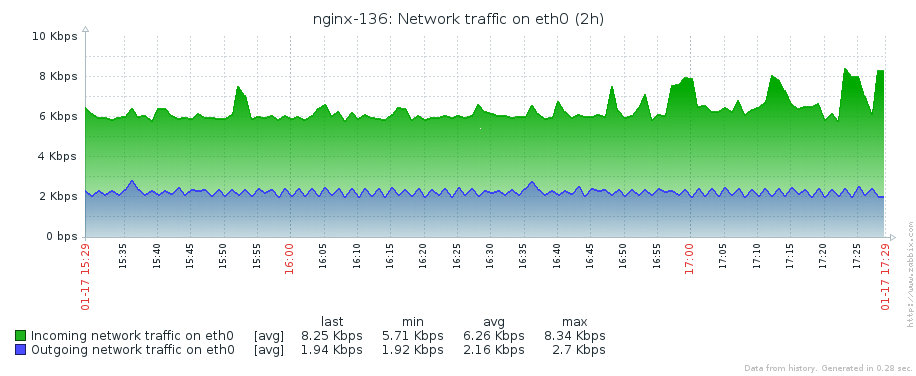 nginx-136: Network traffic on eth0 (2h)
10 Kbps
8 Kbps
6 Kbps
4 Kbps
2 Kbps
0 bps
01-17 15:29
15:35
15:40
15:45
15:50
15:55
16:00
16:05
16:10
16:15
16:20
16:25
16:30
16:35
16:40
16:45
16:50
16:55
17:00
17:05
17:10
17:15
17:20
17:25
01-17 17:29
http://www.zabbix.com
last min avg max
Incoming network traffic on eth0 [avg] 8.25 Kbps 5.71 Kbps 6.26 Kbps 8.34 Kbps
Outgoing network traffic on eth0 [avg] 1.94 Kbps 1.92 Kbps 2.16 Kbps 2.7 Kbps
Data from history. Generated in 0.28 sec.